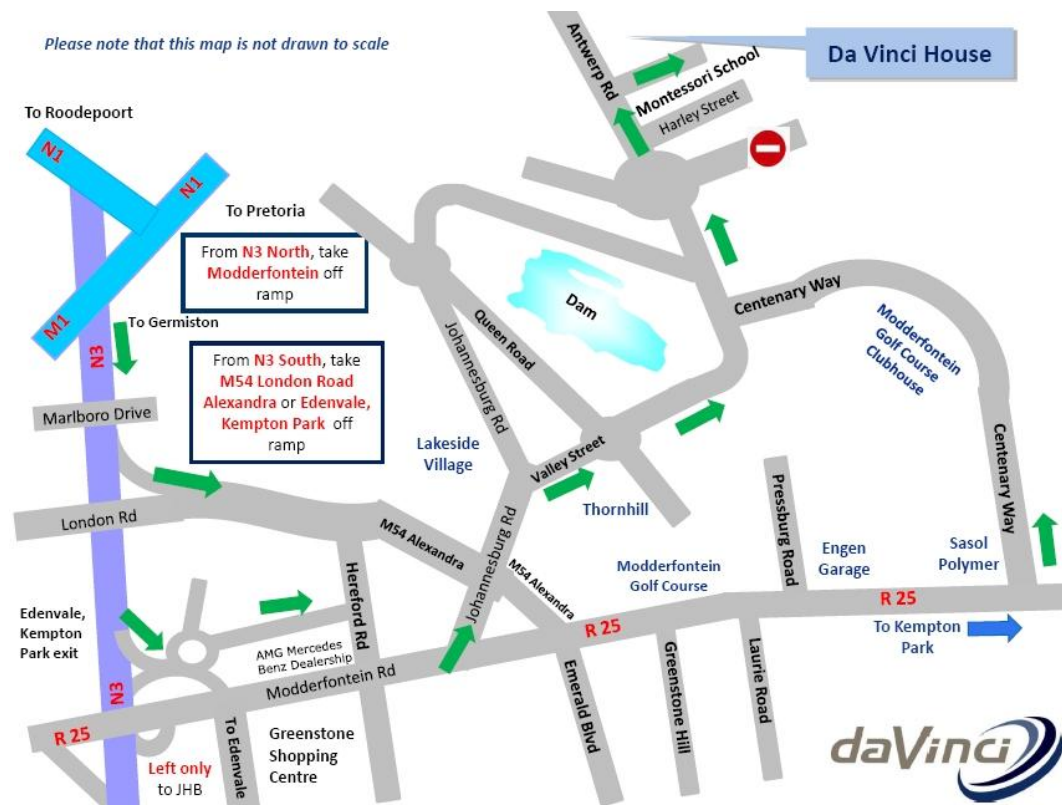 Please note that this map is not drawn to scale
Da Vinci House
Antwerp Rd
Montessori School
Harley Street
To Roodepoort
N1
N1
To Pretoria
From N3 North, take
Modderfontein off
ramp
M1
To Germiston
N3
From N3 South, take
M54 London Road
Alexandra or Edenvale,
Kempton Park off
ramp
Dam
Centenary Way
Queen Road
Johannesburg Rd
Modderfontein
Golf Course
Clubhouse
Marlboro Drive
Lakeside
Village
Valley Street
Thornhill
Centenary Way
Pressburg Road
London Rd
M54 Alexandra
Johannesburg Rd
Hereford Rd
M54 Alexandra
Modderfontein
Golf Course
Engen
Garage
Sasol
Polymer
R 25
R 25
To Kempton
Park
Edenvale,
Kempton
Park exit
AMG Mercedes
Benz Dealership
Modderfontein Rd
N3
R 25
Emerald Blvd
Greenstone Hill
Laurie Road
To Edenvale
Greenstone
Shopping
Centre
Left only
to JHB
daVinci